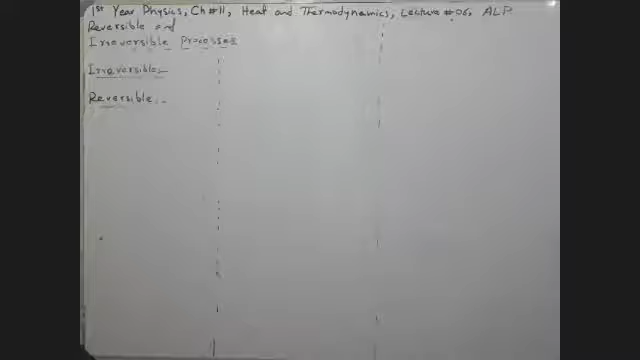 1st Year Physics, Ch #11, Heat and Thermodynamics, Lecture #06, ALP
Reversible and
Irreversible Processes
Irreversible:-
Reversible:-